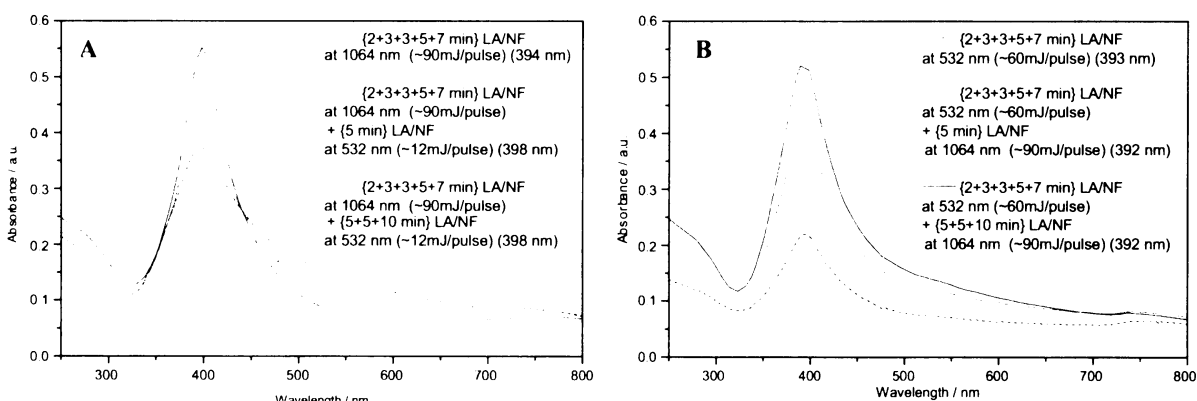 A
{2+3+3+5+7 min} LA/NF
at 1064 nm (~90mJ/pulse) (394 nm)
{2+3+3+5+7 min} LA/NF
at 1064 nm (~90mJ/pulse)
+ {5 min} LA/NF
at 532 nm (~12mJ/pulse) (398 nm)
{2+3+3+5+7 min} LA/NF
at 1064 nm (~90mJ/pulse)
+ {5+5+10 min} LA/NF
at 532 nm (~12mJ/pulse) (398 nm)
Absorbance / a.u.
0.6
0.5
0.4
0.3
0.2
0.1
0.0
300 400 500 600 700 800
Wavelength / nm
B
{2+3+3+5+7 min} LA/NF
at 532 nm (~60mJ/pulse) (393 nm)
{2+3+3+5+7 min} LA/NF
at 532 nm (~60mJ/pulse)
+ {5 min} LA/NF
at 1064 nm (~90mJ/pulse) (392 nm)
{2+3+3+5+7 min} LA/NF
at 532 nm (~60mJ/pulse)
+ {5+5+10 min} LA/NF
at 1064 nm (~90mJ/pulse) (392 nm)
Absorbance / a.u
0.6
0.5
0.4
0.3
0.2
0.1
0.0
300 400 500 600 700 800
Wavelength / nm